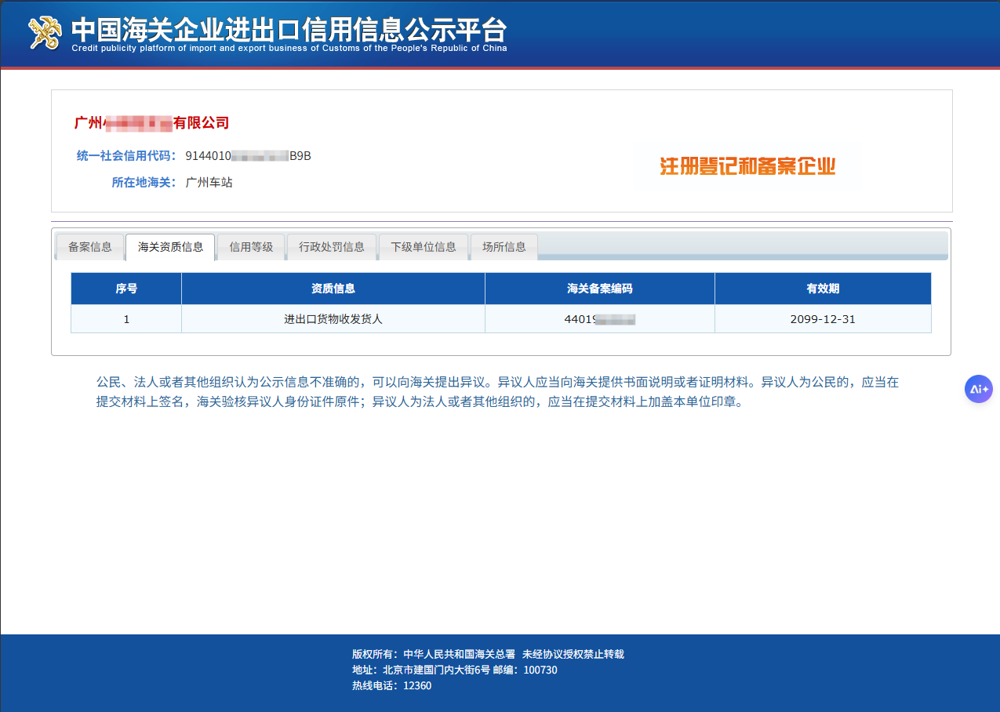 中国海关企业进出口信用信息公示平台
Credit publicity platform of import and export business of Customs of the People's Republic of China
广州 有限公司
统一社会信用代码： 9144010 B9B
注册登记和备案企业
所在地海关： 广州车站
备案信息 海关资质信息 信用等级 行政处罚信息 下级单位信息 场所信息
序号 资质信息 海关备案编码 有效期
1 进出口货物收发货人 44019 2099-12-31
公民、法人或者其他组织认为公示信息不准确的，可以向海关提出异议。异议人应当向海关提供书面说明或者证明材料。异议人为公民的，应当在
提交材料上签名，海关验核异议人身份证件原件；异议人为法人或者其他组织的，应当在提交材料上加盖本单位印章。
Ai+
版权所有：中华人民共和国海关总署 未经协议授权禁止转载
地址：北京市建国门内大街6号 邮编：100730
热线电话：12360